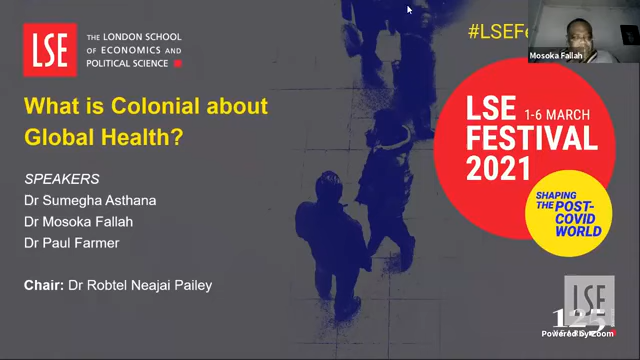 LSE
THE LONDON SCHOOL
OF ECONOMICS AND
POLITICAL SCIENCE
What is Colonial about
Global Health?
SPEAKERS
Dr Sumegha Asthana
Dr Mosoka Fallah
Dr Paul Farmer
Chair: Dr Robtel Neajai Pailey
#LSEFe
Mosoka Fallah
LSE 1-6 MARCH
FESTIVAL
2021
SHAPING
THE POST-
COVID
WORLD
LSE
125
Powered by Zoom